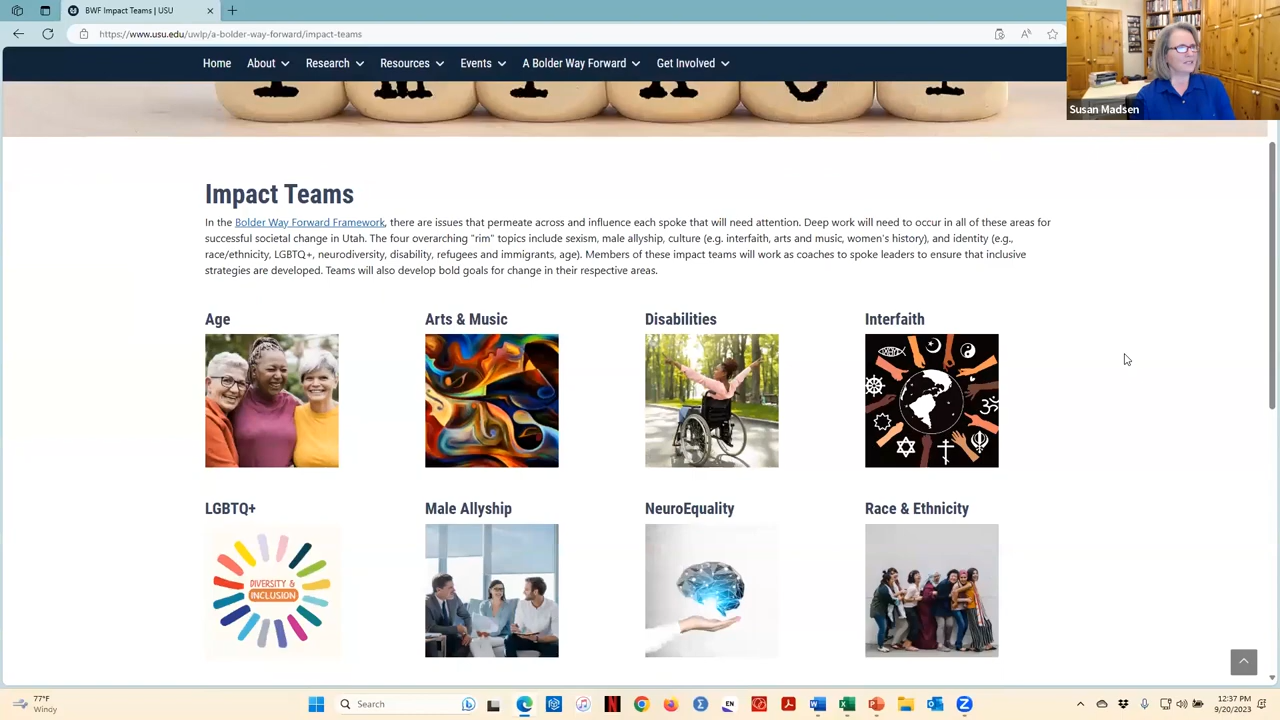 BWF Impact Teams | USU
https://www.usu.edu/uwlp/a-bolder-way-forward/impact-teams
Home About Research Resources Events A Bolder Way Forward Get Involved
Susan Madsen
Impact Teams
In the Bolder Way Forward Framework, there are issues that permeate across and influence each spoke that will need attention. Deep work will need to occur in all of these areas for
successful societal change in Utah. The four overarching "rim" topics include sexism, male allyship, culture (e.g. interfaith, arts and music, women's history), and identity (e.g.,
race/ethnicity, LGBTQ+, neurodiversity, disability, refugees and immigrants, age). Members of these impact teams will work as coaches to spoke leaders to ensure that inclusive
strategies are developed. Teams will also develop bold goals for change in their respective areas.
Age Arts & Music Disabilities Interfaith
LGBTQ+ Male Allyship NeuroEquality Race & Ethnicity
DIVERSITY &
INCLUSION
77°F
Windy
Search
EN
12:37 PM
9/20/2023